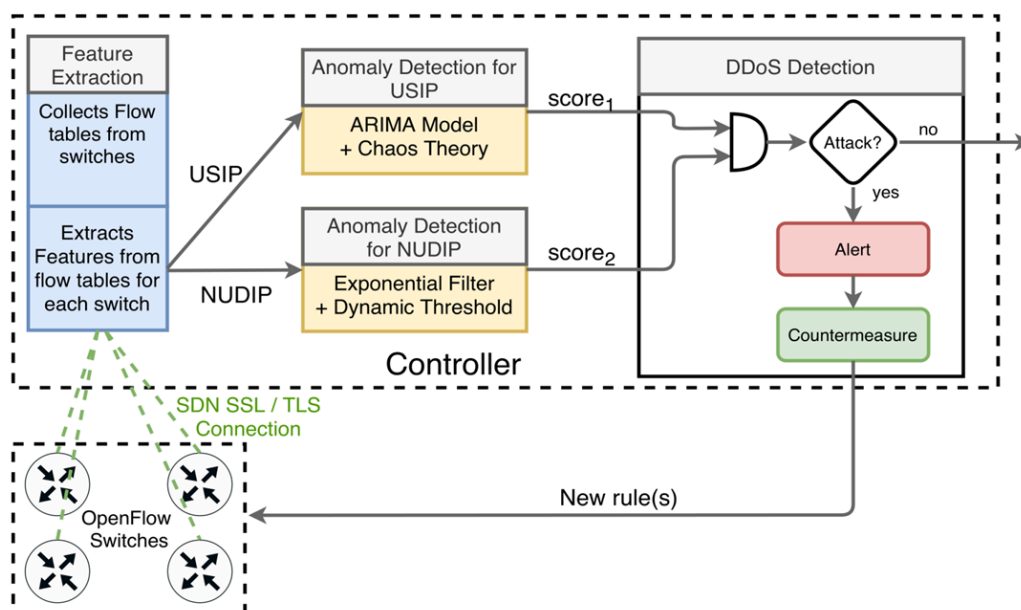 Feature
Extraction
Collects Flow
tables from
switches
Extracts
Features from
flow tables for
each switch
USIP
NUDIP
Anomaly Detection for
USIP
ARIMA Model
+ Chaos Theory
Anomaly Detection
for NUDIP
Exponential Filter
+ Dynamic Threshold
score1
score2
DDoS Detection
Attack?
no
yes
Alert
Countermeasure
Controller
SDN SSL / TLS
Connection
OpenFlow
Switches
New rule(s)